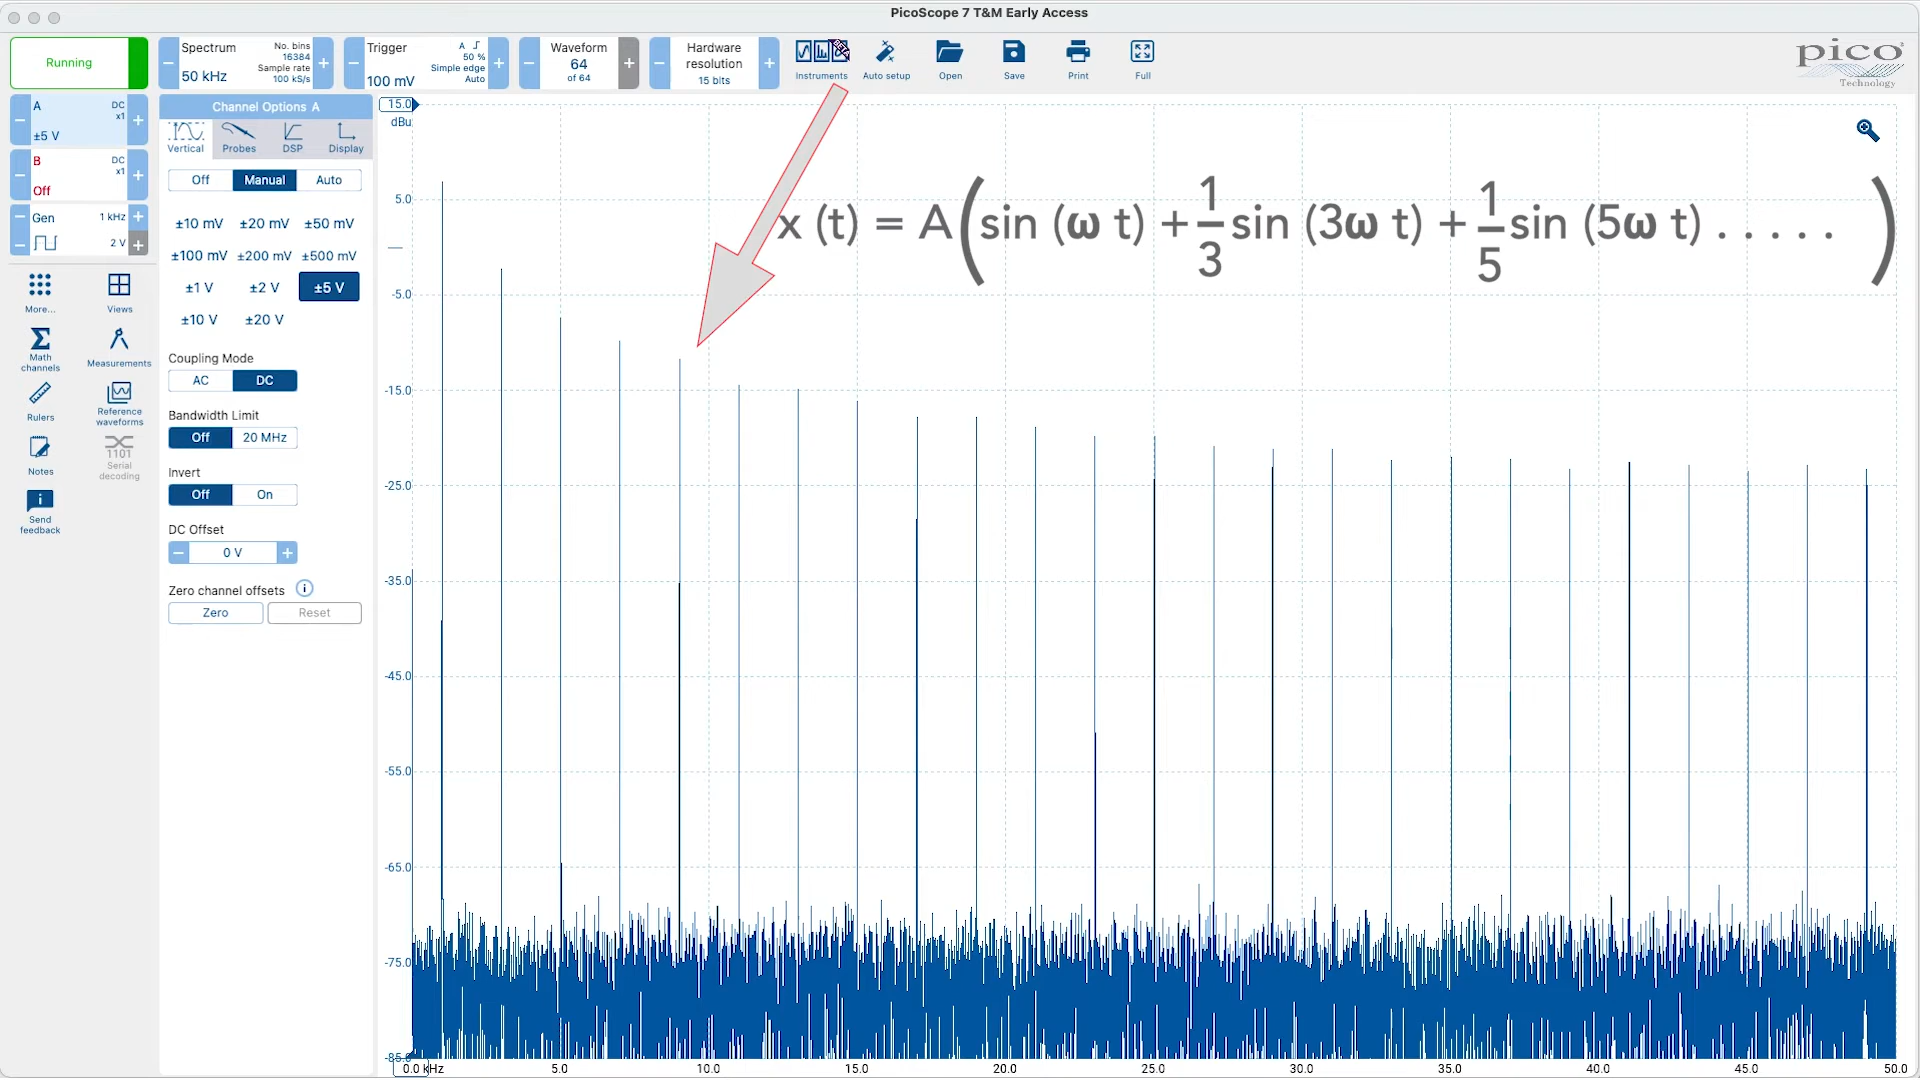 PicoScope 7 T&M Early Access
Running
Spectrum
50 kHz
No. bins
16384
Sample rate
100 kS/s
Trigger
100 mV
A
50 %
Simple edge
Auto
Waveform
64
of 64
Hardware
resolution
15 bits
Instruments
Auto setup
Open
Save
Print
Full
pico
Technology
A
DC
x1
±5 V
B
DC
x1
Off
Gen
1 kHz
2 V
More...
Views
Math
channels
Measurements
Rulers
Reference
waveforms
Notes
1101
Serial
decoding
Send
feedback
Channel Options A
Vertical
Probes
DSP
Display
Off Manual Auto
±10 mV ±20 mV ±50 mV
±100 mV ±200 mV ±500 mV
±1 V ±2 V ±5 V
±10 V ±20 V
Coupling Mode
AC DC
Bandwidth Limit
Off 20 MHz
Invert
Off On
DC Offset
0 V
Zero channel offsets
Zero Reset
15.0
dBu
5.0
-5.0
-15.0
-25.0
-35.0
-45.0
-55.0
-65.0
-75.0
-85.0
x (t) = A(sin (ω t) + 1/3 sin (3ω t) + 1/5 sin (5ω t) . . . . . )
0.0 kHz 5.0 10.0 15.0 20.0 25.0 30.0 35.0 40.0 45.0 50.0